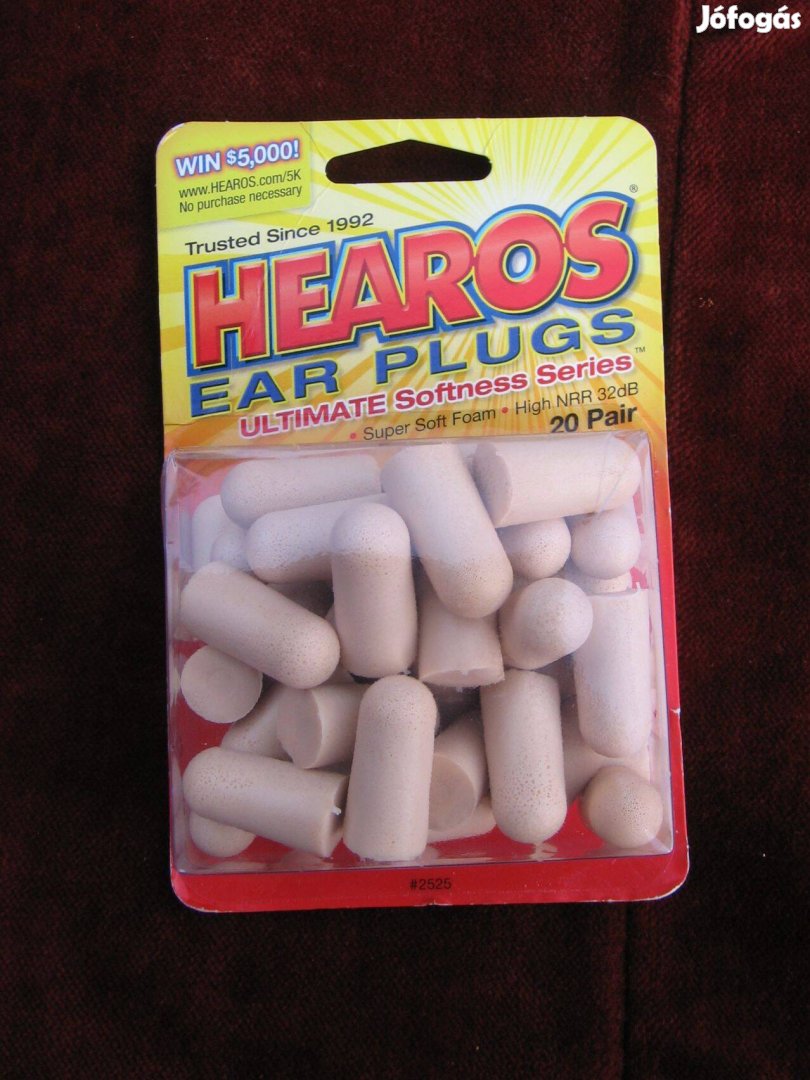 Jófogás
WIN $5,000!
www.HEAROS.com/5K
No purchase necessary
Trusted Since 1992
HEAROS®
EAR PLUGS
ULTIMATE Softness Series™
• Super Soft Foam • High NRR 32dB
20 Pair
#2525